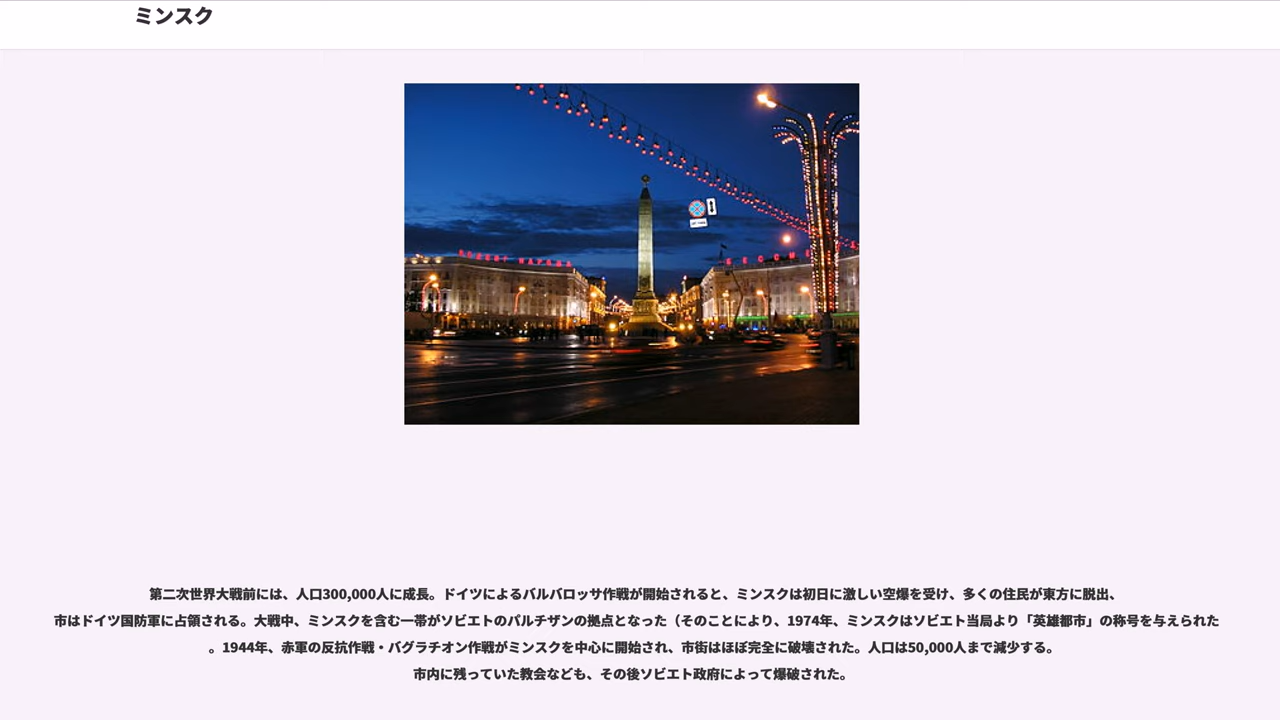 ミンスク
第二次世界大戦前には、人口300,000人に成長。ドイツによるバルバロッサ作戦が開始されると、ミンスクは初日に激しい空爆を受け、多くの住民が東方に脱出、
市はドイツ国防軍に占領される。大戦中、ミンスクを含む一帯がソビエトのパルチザンの拠点となった（そのことにより、1974年、ミンスクはソビエト当局より「英雄都市」の称号を与えられた
。1944年、赤軍の反抗作戦・バグラチオン作戦がミンスクを中心に開始され、市街はほぼ完全に破壊された。人口は50,000人まで減少する。
市内に残っていた教会なども、その後ソビエト政府によって爆破された。